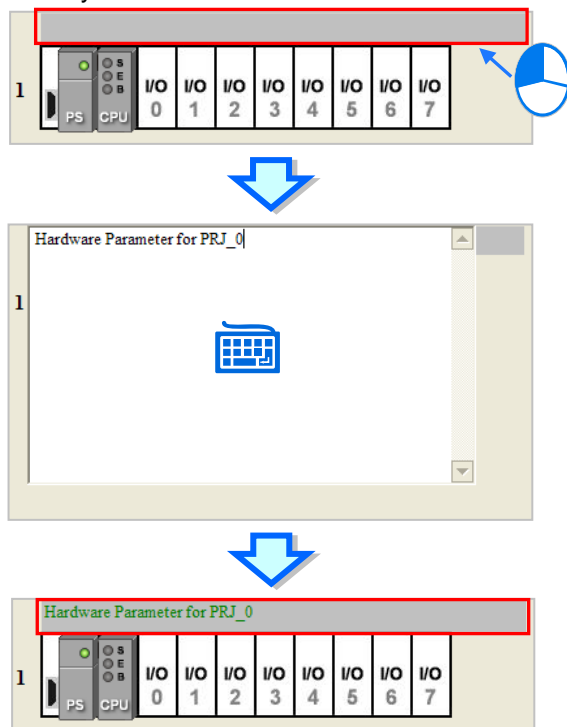 1
PS
CPU
S
E
B
I/O I/O I/O I/O I/O I/O I/O I/O
0 1 2 3 4 5 6 7
Hardware Parameter for PRJ_0
1
Hardware Parameter for PRJ_0
1
PS
CPU
S
E
B
I/O I/O I/O I/O I/O I/O I/O I/O
0 1 2 3 4 5 6 7